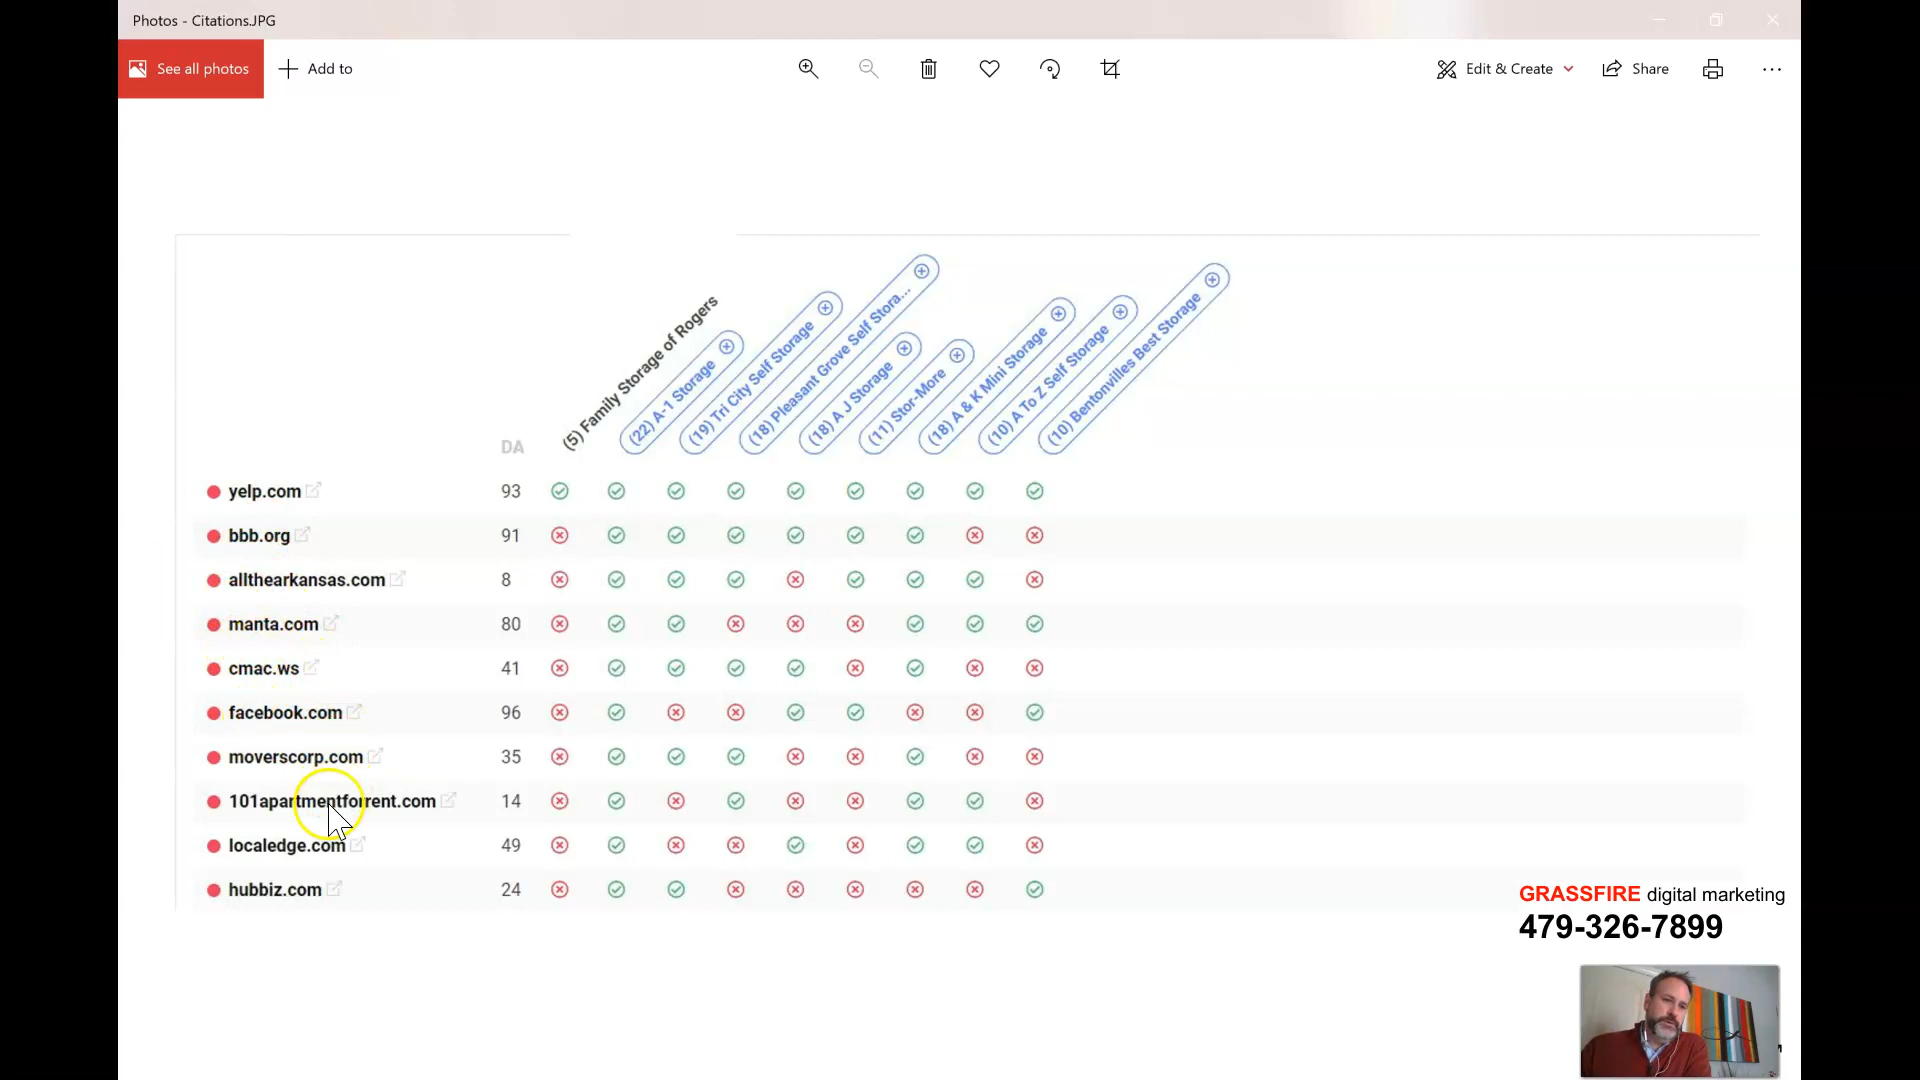 Photos - Citations.JPG
See all photos
Add to
Edit & Create
Share
(5) Family Storage of Rogers
(22) A-1 Storage
(19) Tri City Self Storage
(18) Pleasant Grove Self Stora...
(18) A J Storage
(11) Stor-More
(18) A & K Mini Storage
(10) A To Z Self Storage
(10) Bentonvilles Best Storage
DA
yelp.com 93
bbb.org 91
allthearkansas.com 8
manta.com 80
cmac.ws 41
facebook.com 96
moverscorp.com 35
101apartmentforrent.com 14
localedge.com 49
hubbiz.com 24
GRASSFIRE digital marketing
479-326-7899